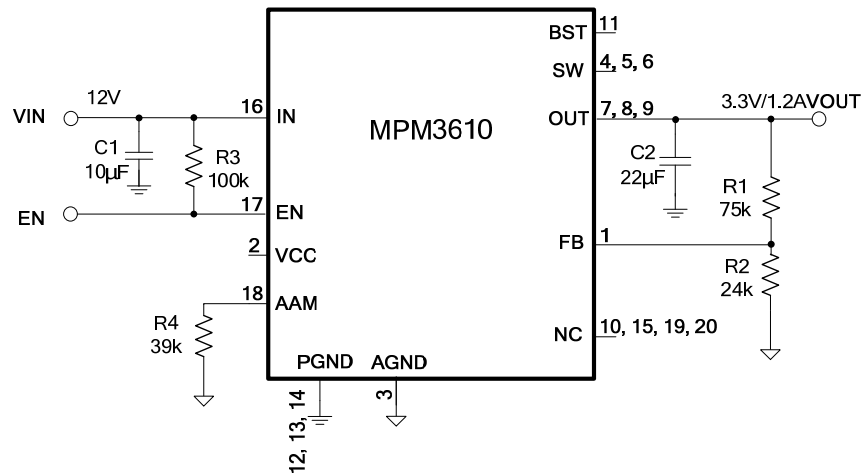 BST 11
SW 4, 5, 6
VIN 12V 16 IN MPM3610 OUT 7, 8, 9 3.3V/1.2AVOUT
C1
10µF
R3
100k
C2
22µF
R1
75k
EN 17 EN
FB 1
2 VCC
R2
24k
18 AAM
R4
39k
NC 10, 15, 19, 20
PGND AGND
12, 13, 14
3